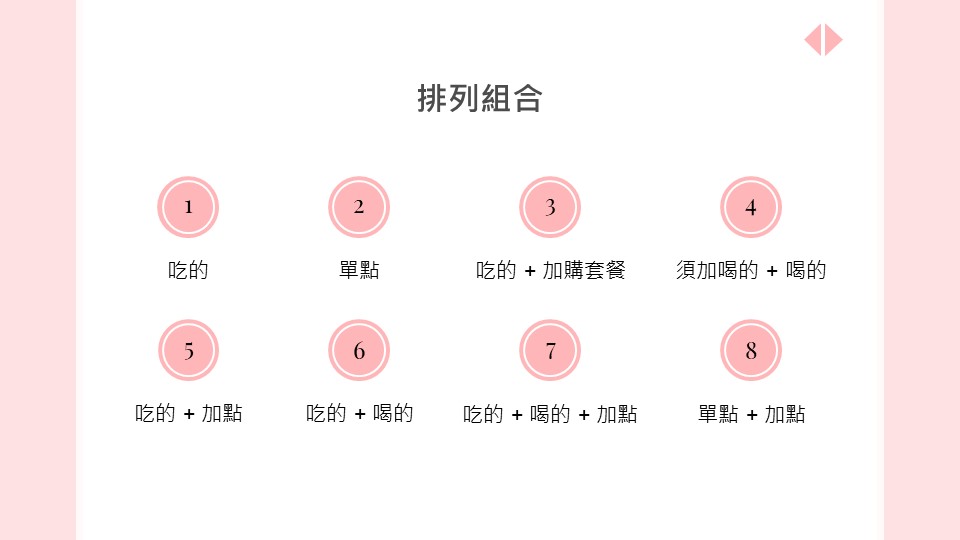 排列組合
1
2
3
4
吃的
單點
吃的 + 加購套餐
須加喝的 + 喝的
5
6
7
8
吃的 + 加點
吃的 + 喝的
吃的 + 喝的 + 加點
單點 + 加點